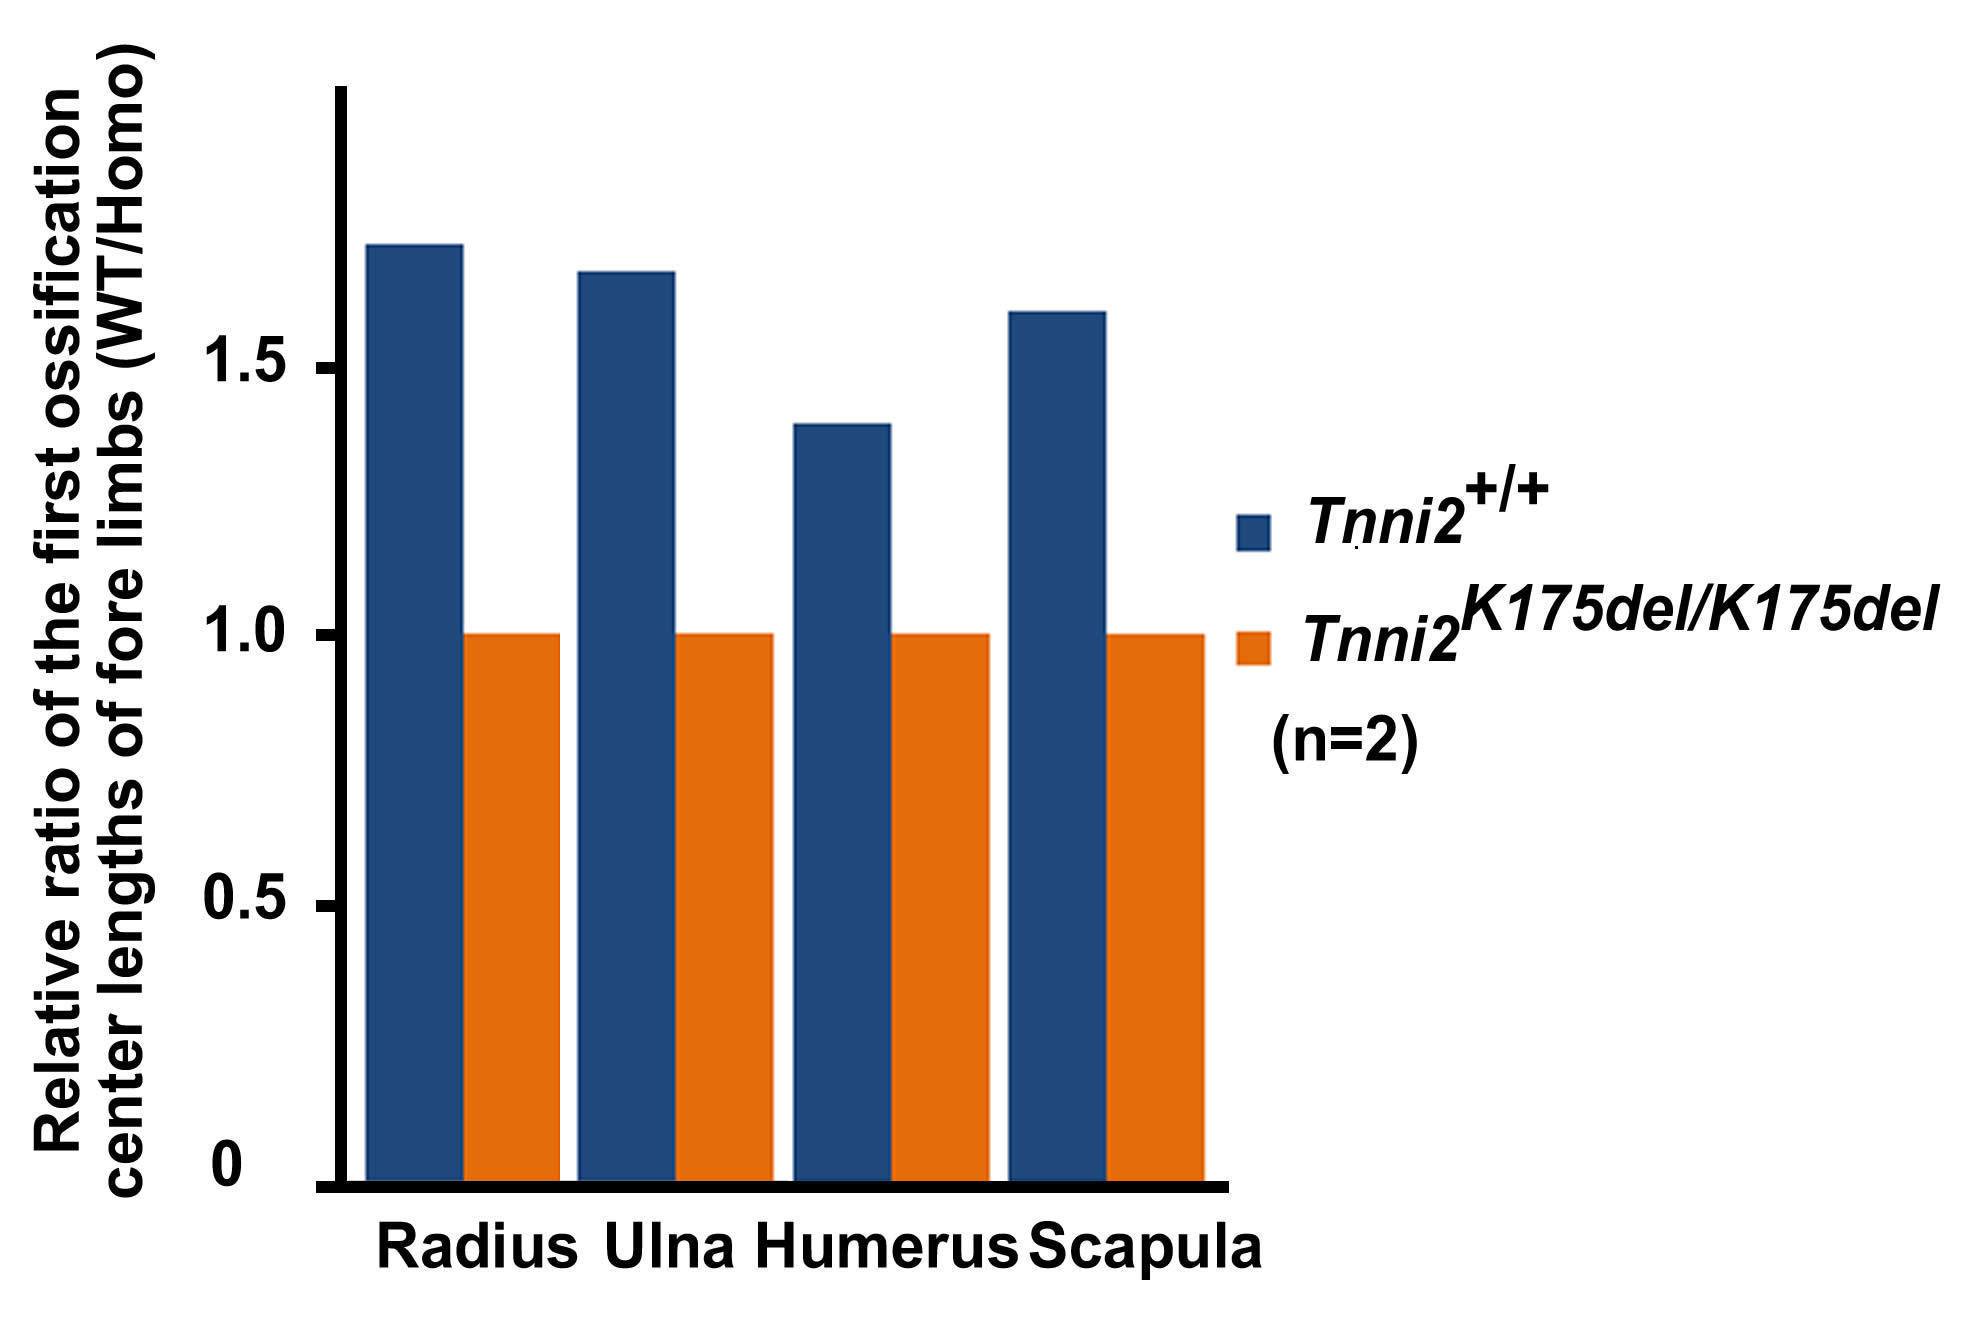 Relative ratio of the first ossification
center lengths of fore limbs (WT/Homo)
1.5
1.0
0.5
0
Radius Ulna Humerus Scapula
Tnni2+/+
Tnni2K175del/K175del
(n=2)